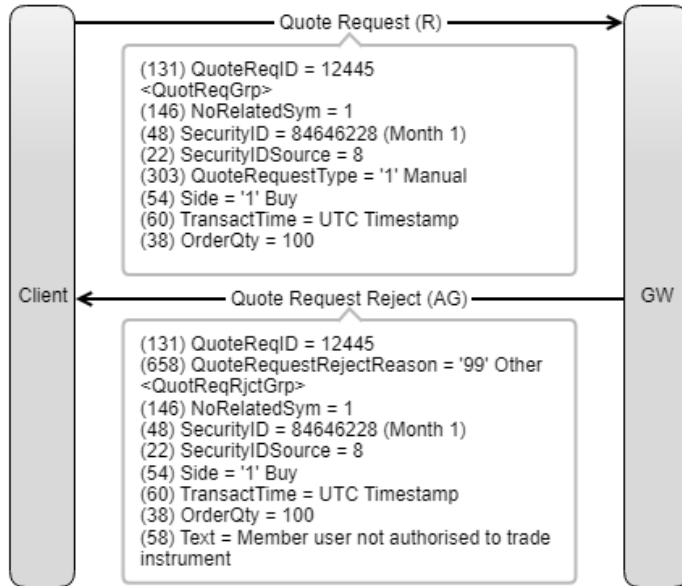 Quote Request (R)
(131) QuoteReqID = 12445
<QuotReqGrp>
(146) NoRelatedSym = 1
(48) SecurityID = 84646228 (Month 1)
(22) SecurityIDSource = 8
(303) QuoteRequestType = '1' Manual
(54) Side = '1' Buy
(60) TransactTime = UTC Timestamp
(38) OrderQty = 100
Client
Quote Request Reject (AG)
GW
(131) QuoteReqID = 12445
(658) QuoteRequestRejectReason = '99' Other
<QuotReqRjctGrp>
(146) NoRelatedSym = 1
(48) SecurityID = 84646228 (Month 1)
(22) SecurityIDSource = 8
(54) Side = '1' Buy
(60) TransactTime = UTC Timestamp
(38) OrderQty = 100
(58) Text = Member user not authorised to trade
instrument